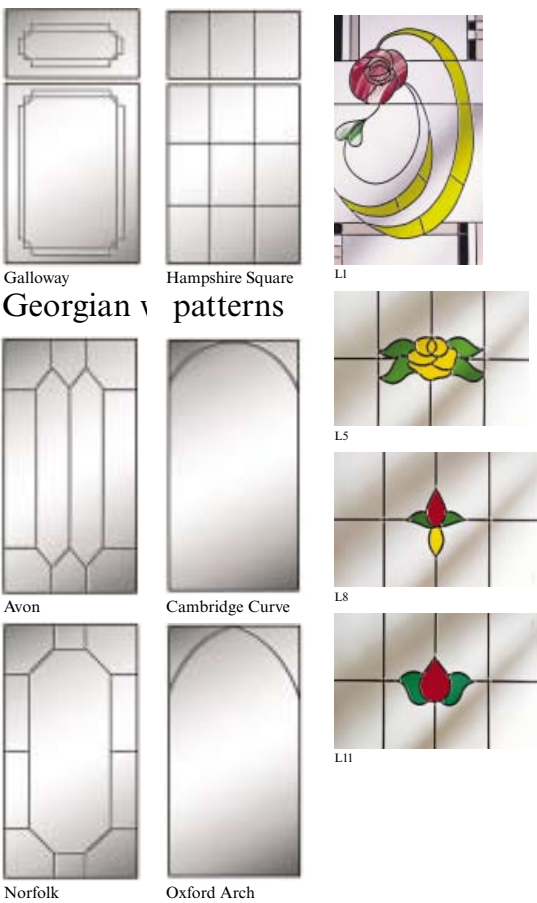 Galloway
Hampshire Square
Georgian patterns
Avon
Cambridge Curve
Norfolk
Oxford Arch
L1
L5
L8
L11